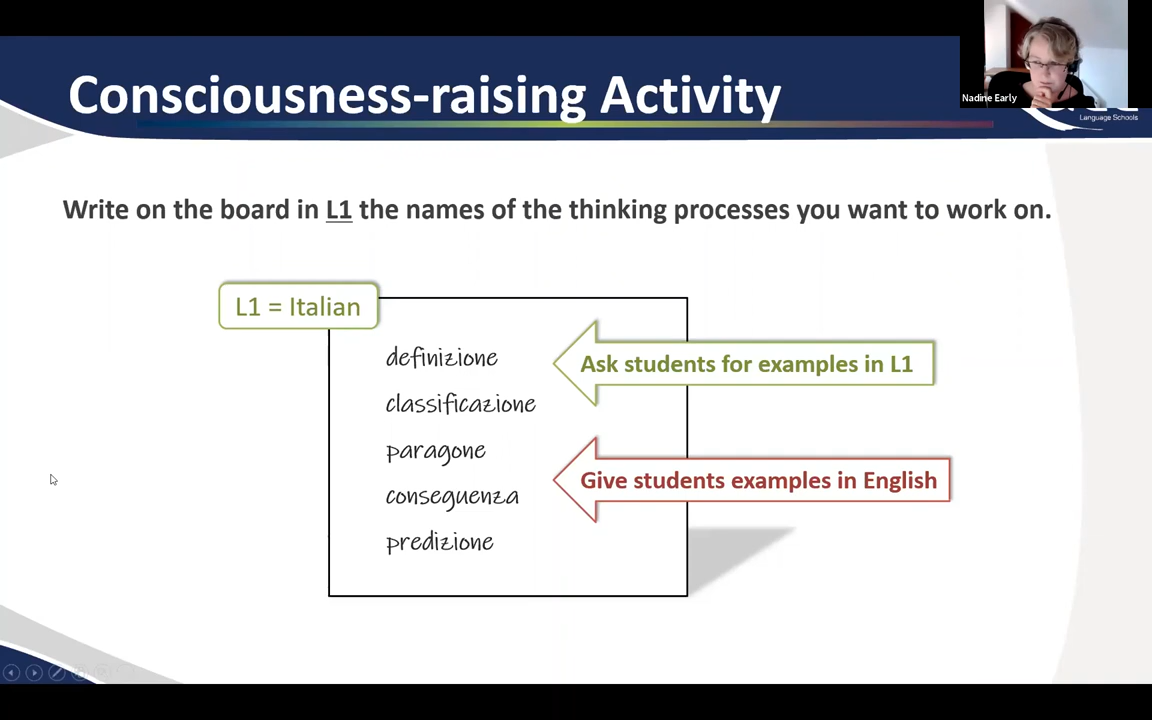 Consciousness-raising Activity
Nadine Early
Language Schools
Write on the board in L1 the names of the thinking processes you want to work on.
L1 = Italian
definizione
Ask students for examples in L1
classificazione
paragone
Give students examples in English
conseguenza
predizione